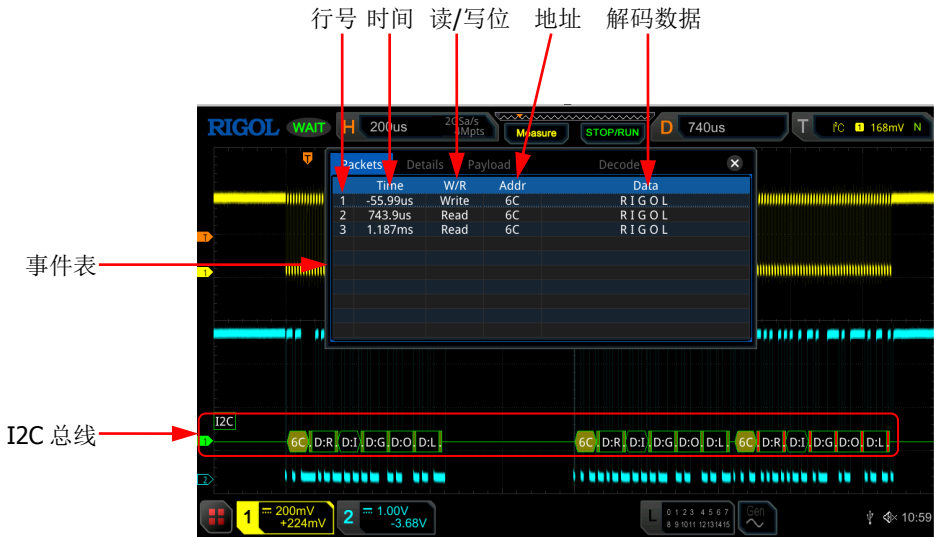 行号 时间 读/写位 地址 解码数据
RIGOL WAIT H 200us 2GSa/s 4Mpts Measure STOP/RUN D 740us T I²C 1 168mV N
T
Packets Details Payload Decode
Time W/R Addr Data
1 -55.99us Write 6C R I G O L
2 743.9us Read 6C R I G O L
3 1.187ms Read 6C R I G O L
T
事件表
1
I2C
I2C 总线
1
6C D:R D:I D:G D:O D:L 6C D:R D:I D:G D:O D:L 6C D:R D:I D:G D:O D:L
2
1 200mV +224mV 2 1.00V -3.68V L 0 1 2 3 4 5 6 7 8 9 10 11 12 13 14 15 Gen 10:59